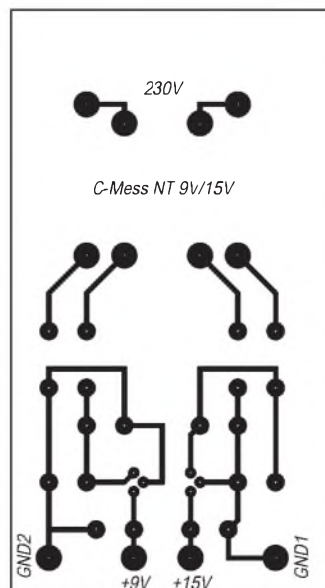 230V
C-Mess NT 9V/15V
GND2
+9V
+15V
GND1